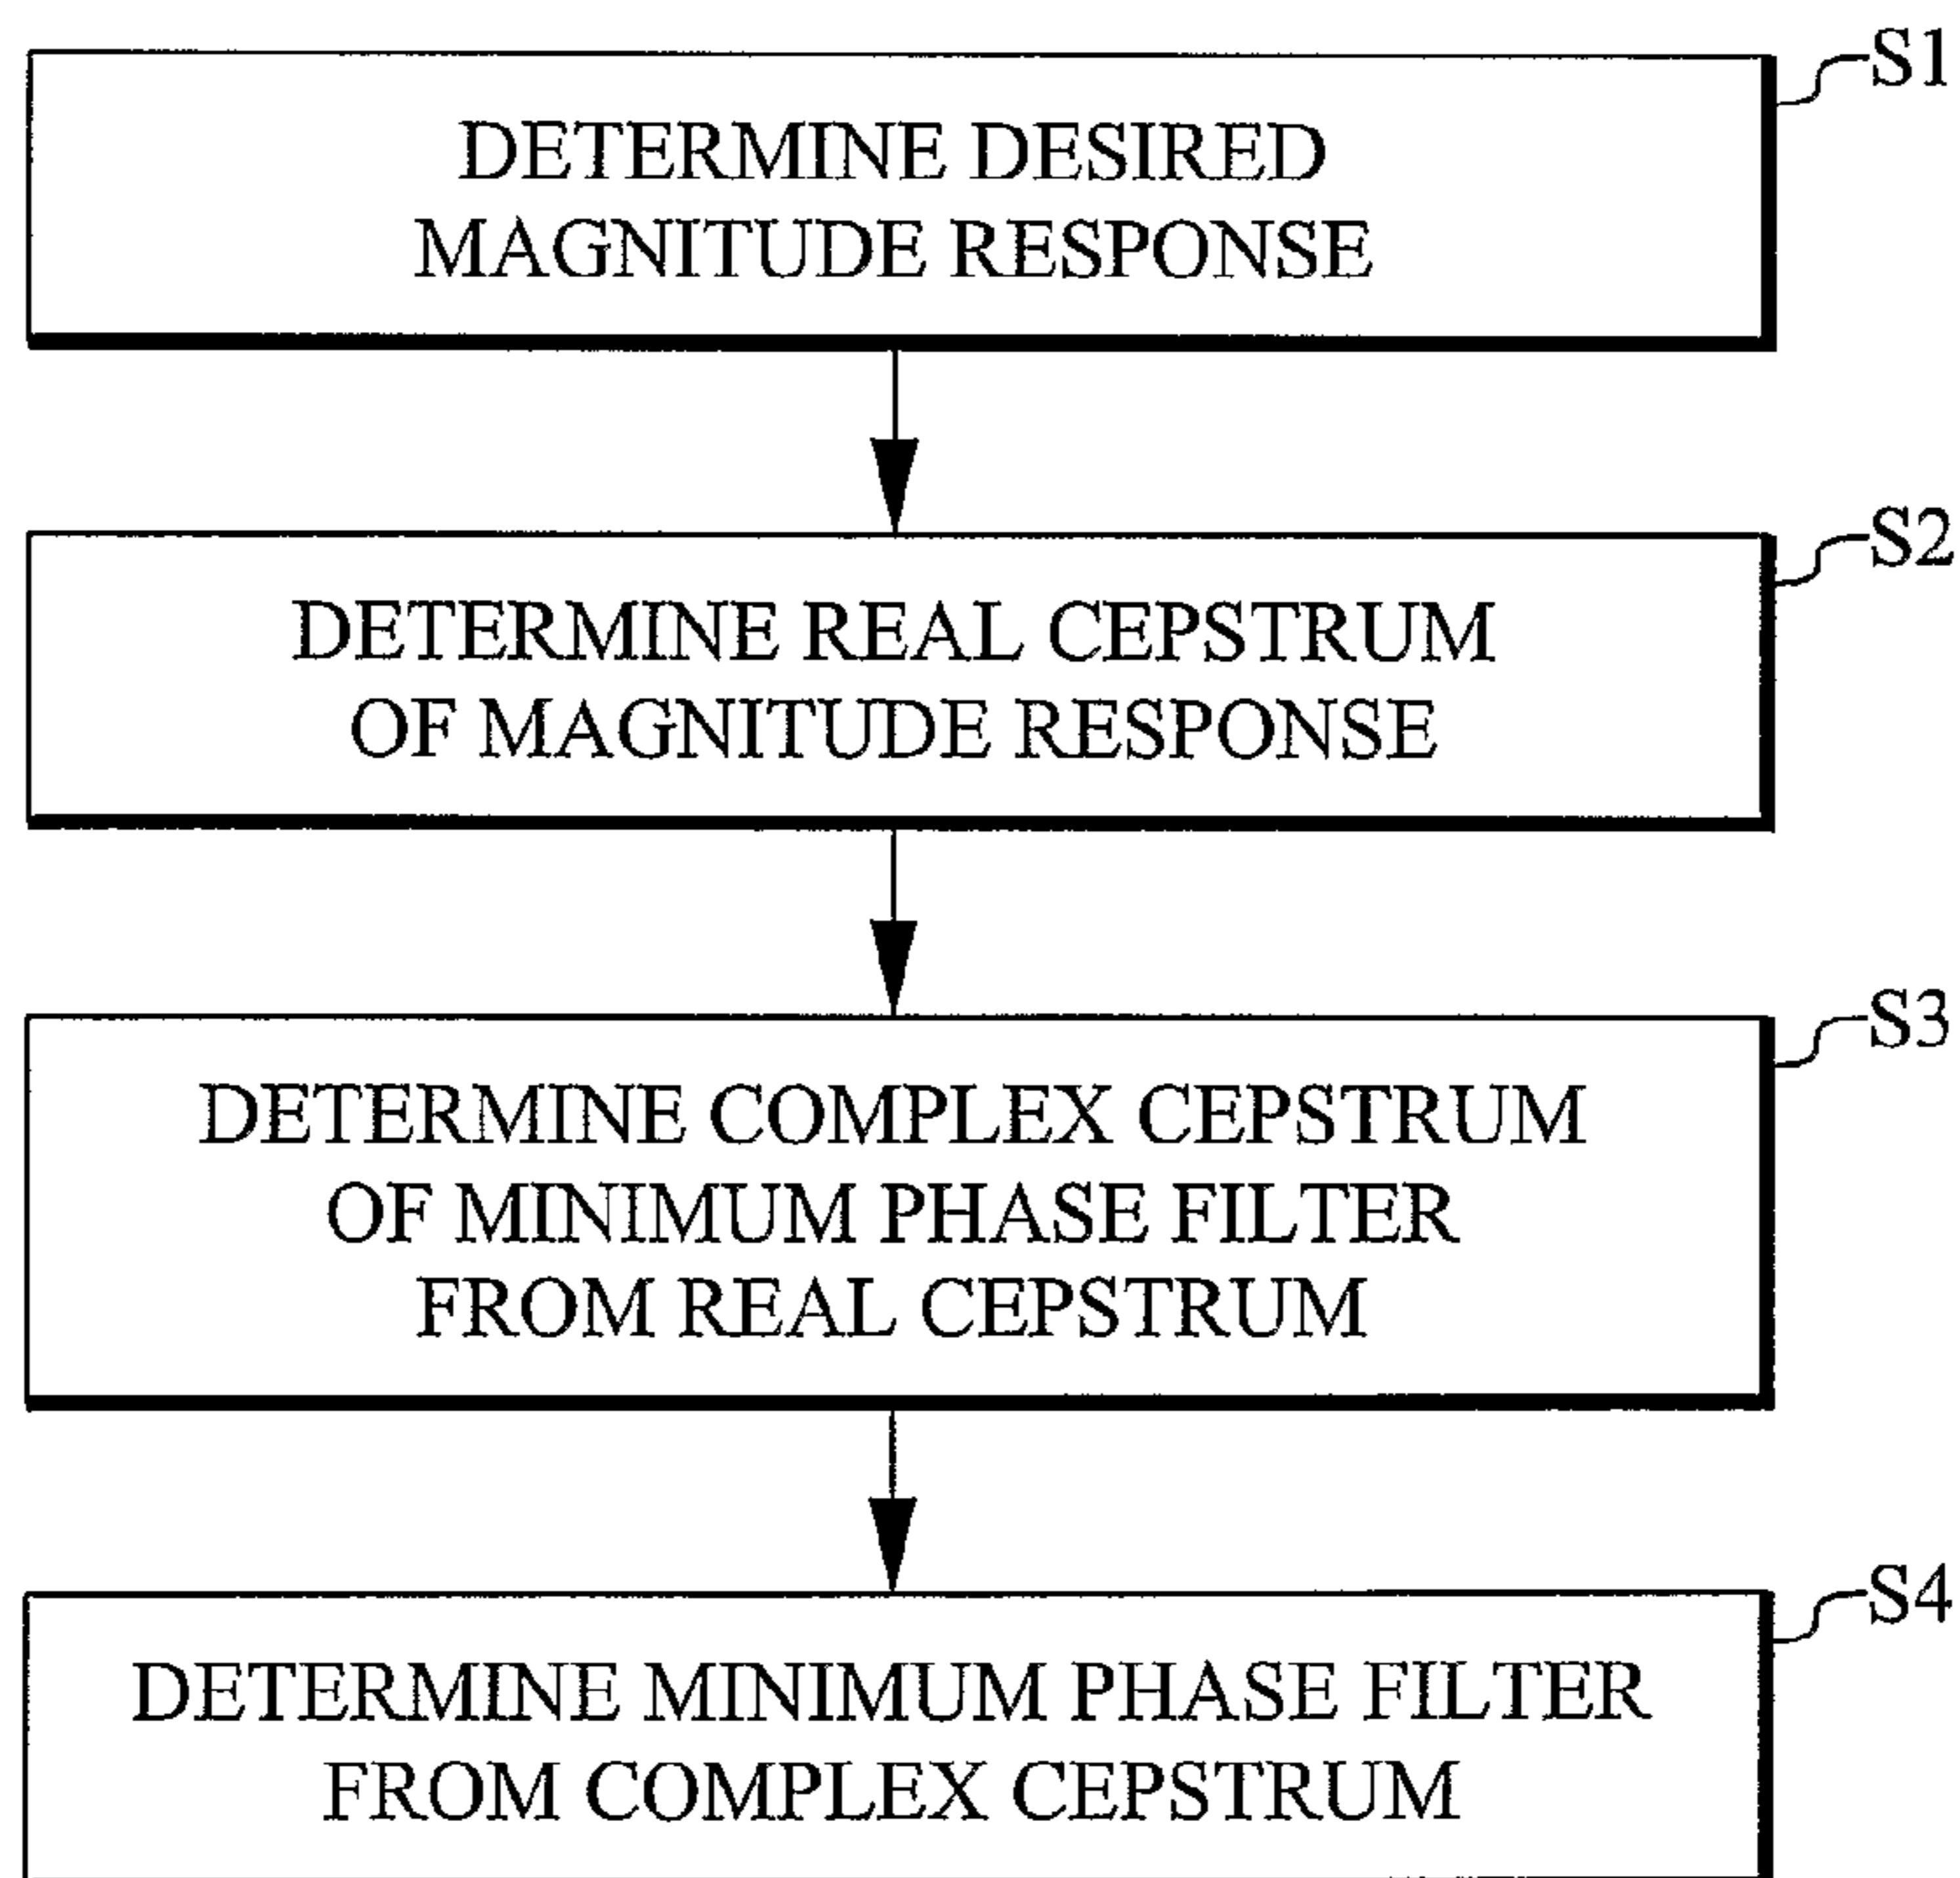 S1
DETERMINE DESIRED
MAGNITUDE RESPONSE
S2
DETERMINE REAL CEPSTRUM
OF MAGNITUDE RESPONSE
S3
DETERMINE COMPLEX CEPSTRUM
OF MINIMUM PHASE FILTER
FROM REAL CEPSTRUM
S4
DETERMINE MINIMUM PHASE FILTER
FROM COMPLEX CEPSTRUM